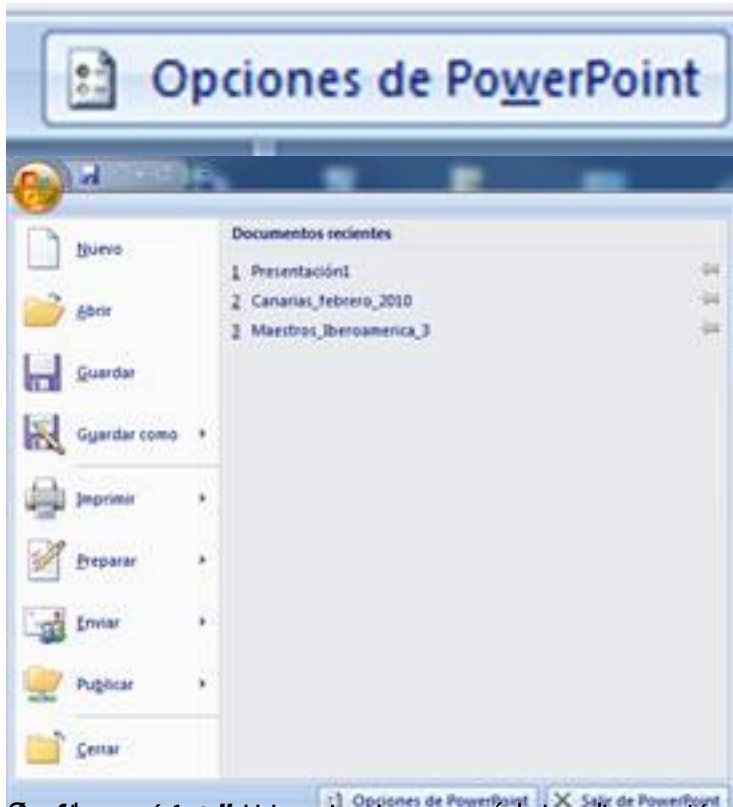 Opciones de PowerPoint
Documentos recientes
Nuevo
1 Presentación1
2 Canarias_febrero_2010
Abrir
3 Maestros_Iberoamerica_3
Guardar
Guardar como
Imprimir
Preparar
Enviar
Publicar
Cerrar
Opciones de PowerPoint
Salir de PowerPoint